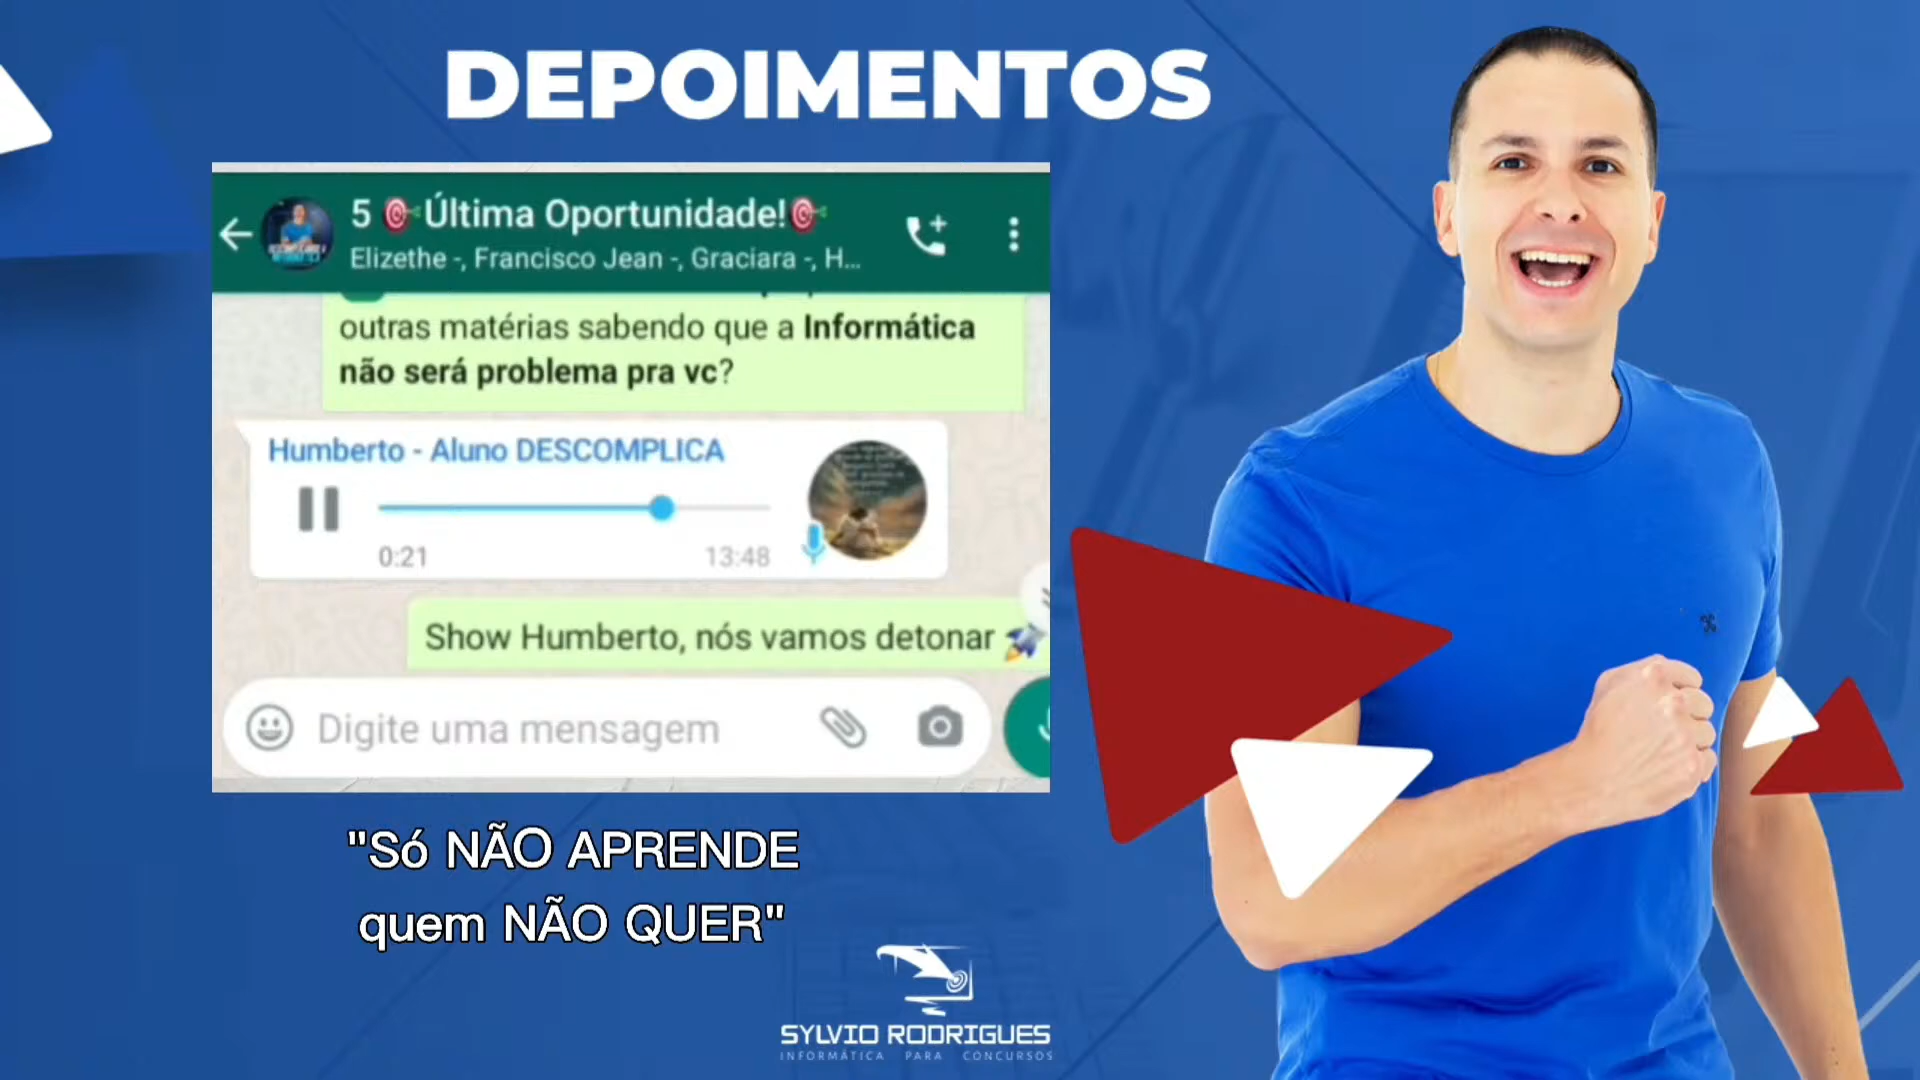 DEPOIMENTOS
5 🎯Última Oportunidade!🎯
Elizethe -, Francisco Jean -, Graciara -, H...
outras matérias sabendo que a Informática
não será problema pra vc?
Humberto - Aluno DESCOMPLICA
0:21
13:48
Show Humberto, nós vamos detonar 🚀
Digite uma mensagem
"Só NÃO APRENDE
quem NÃO QUER"
SYLVIO RODRIGUES
INFORMÁTICA PARA CONCURSOS